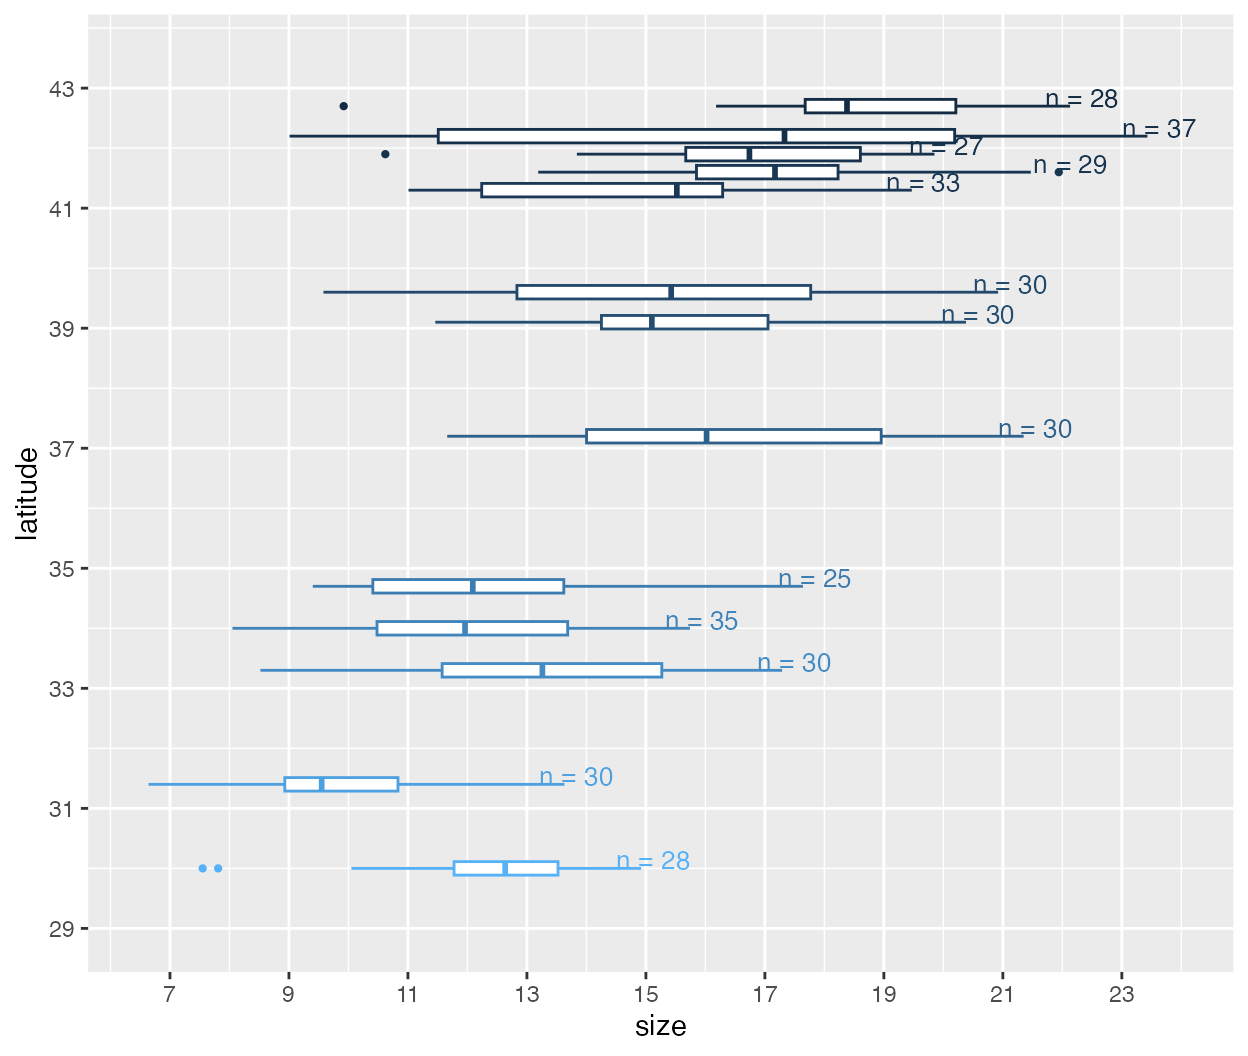 43
n = 28
n = 37
n = 27
n = 29
n = 33
41
n = 30
39
n = 30
n = 30
37
latitude
35
n = 25
n = 35
n = 30
33
n = 30
31
n = 28
29
7 9 11 13 15 17 19 21 23
size